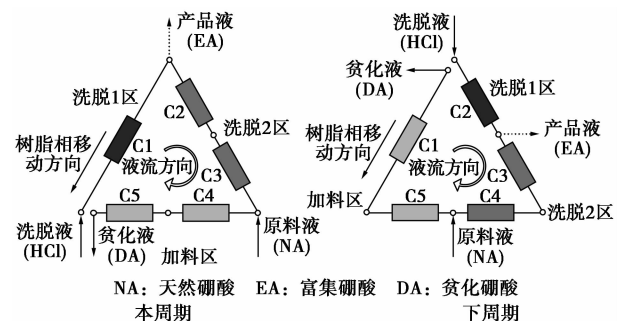 产品液
(EA)
洗脱1区
C2
洗脱2区
树脂相移
动方向
C1
液流方向
C3
C5
C4
洗脱液
(HCl)
贫化液
(DA)
加料区
原料液
(NA)
洗脱液
(HCl)
贫化液
(DA)
洗脱1区
C2
产品液
(EA)
树脂相移
动方向
C1
液流方向
C3
加料区
C5
C4
洗脱2区
原料液
(NA)
NA：天然硼酸 EA：富集硼酸 DA：贫化硼酸
本周期 下周期